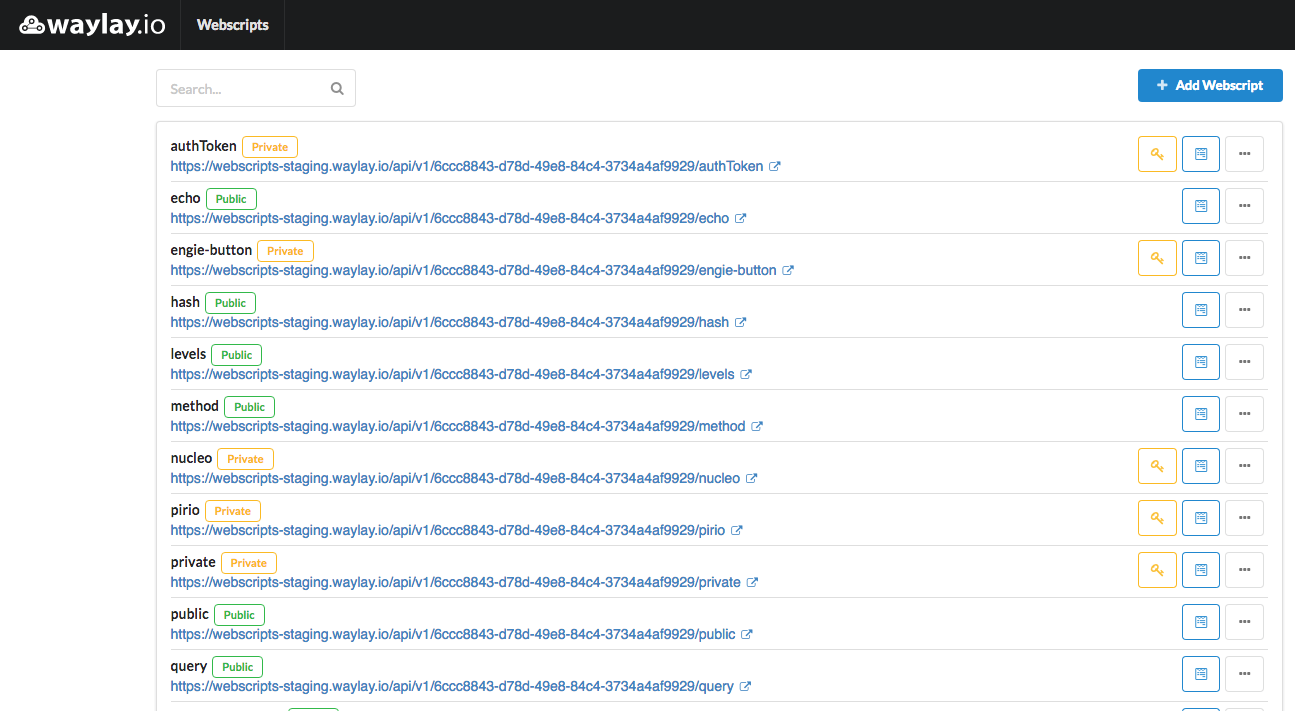 waylay.io Webscripts
Search...
Add Webscript
authToken Private
https://webscripts-staging.waylay.io/api/v1/6ccc8843-d78d-49e8-84c4-3734a4af9929/authToken
echo Public
https://webscripts-staging.waylay.io/api/v1/6ccc8843-d78d-49e8-84c4-3734a4af9929/echo
engie-button Private
https://webscripts-staging.waylay.io/api/v1/6ccc8843-d78d-49e8-84c4-3734a4af9929/engie-button
hash Public
https://webscripts-staging.waylay.io/api/v1/6ccc8843-d78d-49e8-84c4-3734a4af9929/hash
levels Public
https://webscripts-staging.waylay.io/api/v1/6ccc8843-d78d-49e8-84c4-3734a4af9929/levels
method Public
https://webscripts-staging.waylay.io/api/v1/6ccc8843-d78d-49e8-84c4-3734a4af9929/method
nucleo Private
https://webscripts-staging.waylay.io/api/v1/6ccc8843-d78d-49e8-84c4-3734a4af9929/nucleo
pirio Private
https://webscripts-staging.waylay.io/api/v1/6ccc8843-d78d-49e8-84c4-3734a4af9929/pirio
private Private
https://webscripts-staging.waylay.io/api/v1/6ccc8843-d78d-49e8-84c4-3734a4af9929/private
public Public
https://webscripts-staging.waylay.io/api/v1/6ccc8843-d78d-49e8-84c4-3734a4af9929/public
query Public
https://webscripts-staging.waylay.io/api/v1/6ccc8843-d78d-49e8-84c4-3734a4af9929/query